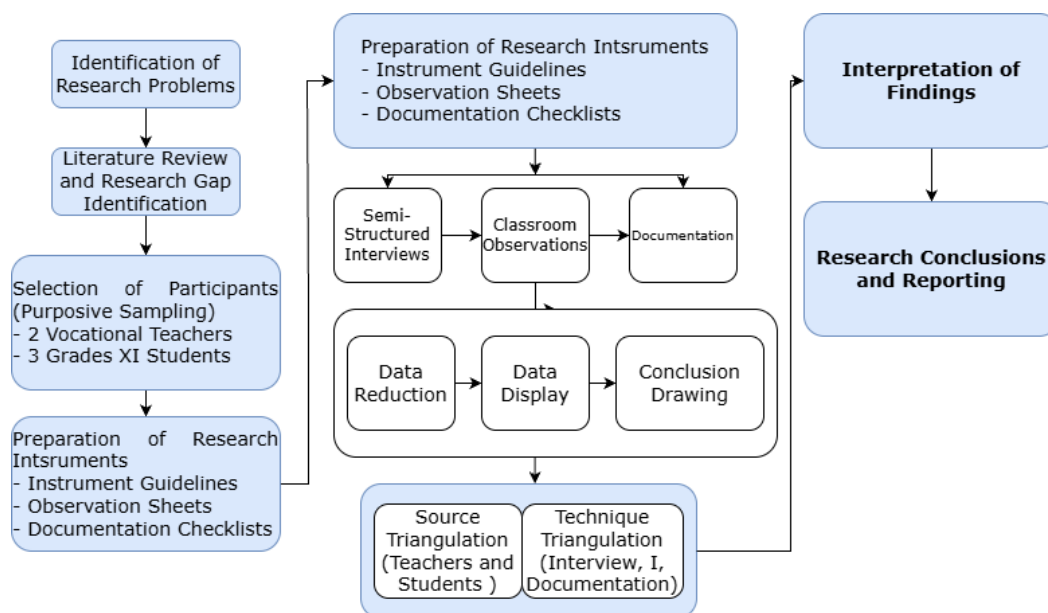 Identification of
Research Problems
Literature Review
and Research Gap
Identification
Selection of Participants
(Purposive Sampling)
- 2 Vocational Teachers
- 3 Grades XI Students
Preparation of Research
Intsruments
- Instrument Guidelines
- Observation Sheets
- Documentation Checklists
Preparation of Research Intsruments
- Instrument Guidelines
- Observation Sheets
- Documentation Checklists
Semi-
Structured
Interviews
Classroom
Observations
Documentation
Data
Reduction
Data
Display
Conclusion
Drawing
Source
Triangulation
(Teachers and
Students )
Technique
Triangulation
(Interview, I,
Documentation)
Interpretation of
Findings
Research Conclusions
and Reporting